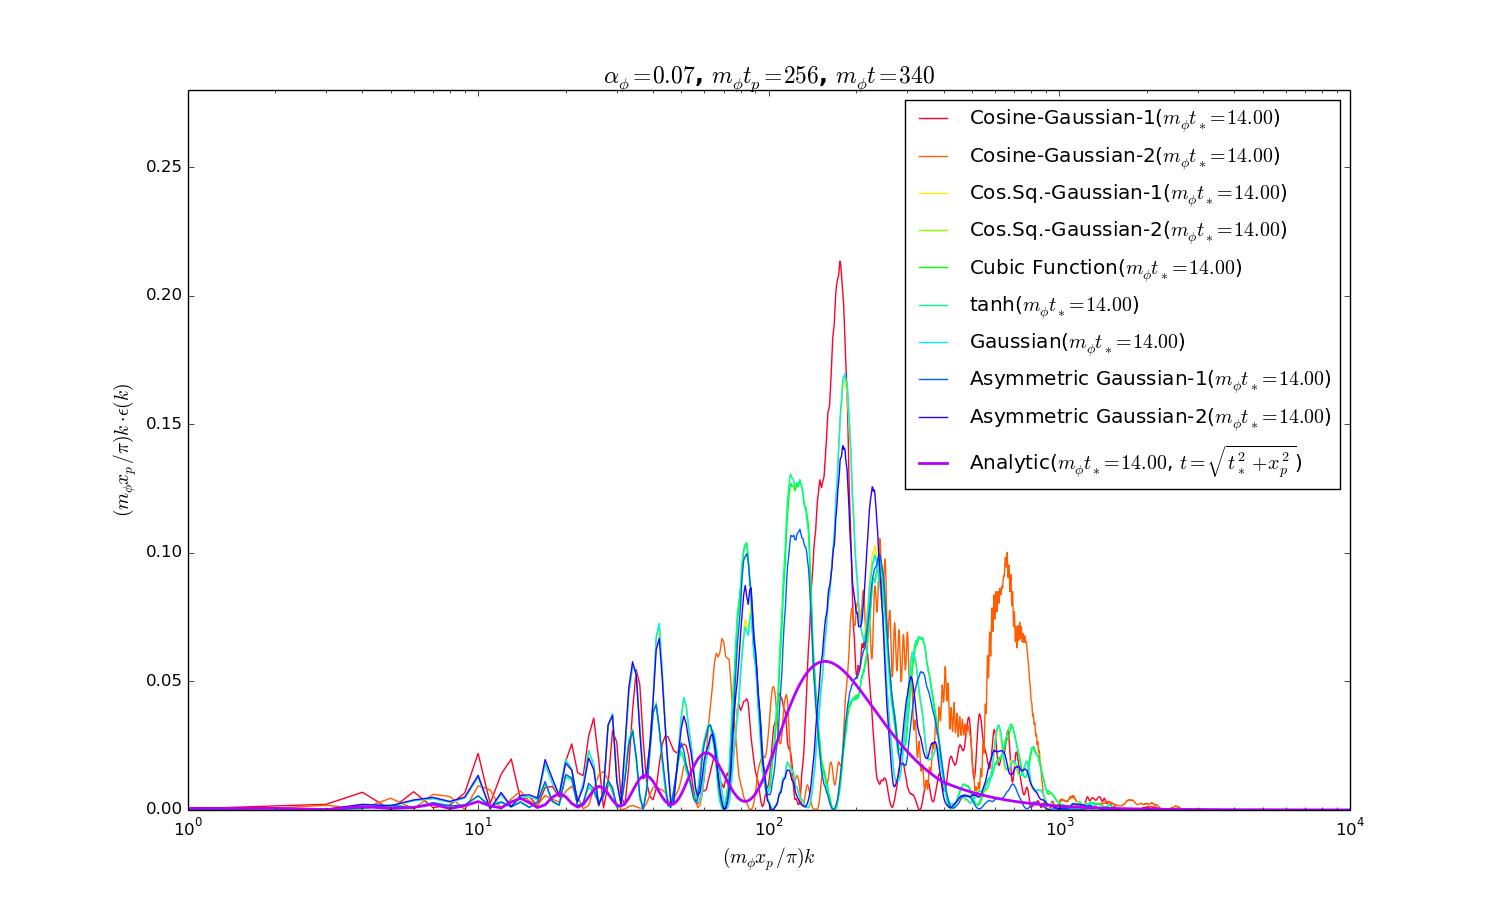 α_ϕ=0.07, m_ϕt_p=256, m_ϕt=340
(m_ϕx_p/π)k·ϵ(k)
0.25
0.20
0.15
0.10
0.05
0.00
10^0
10^1
10^2
10^3
10^4
(m_ϕx_p/π)k
Cosine-Gaussian-1(m_ϕt_*=14.00)
Cosine-Gaussian-2(m_ϕt_*=14.00)
Cos.Sq.-Gaussian-1(m_ϕt_*=14.00)
Cos.Sq.-Gaussian-2(m_ϕt_*=14.00)
Cubic Function(m_ϕt_*=14.00)
tanh(m_ϕt_*=14.00)
Gaussian(m_ϕt_*=14.00)
Asymmetric Gaussian-1(m_ϕt_*=14.00)
Asymmetric Gaussian-2(m_ϕt_*=14.00)
Analytic(m_ϕt_*=14.00, t=√(t_*^2+x_p^2))